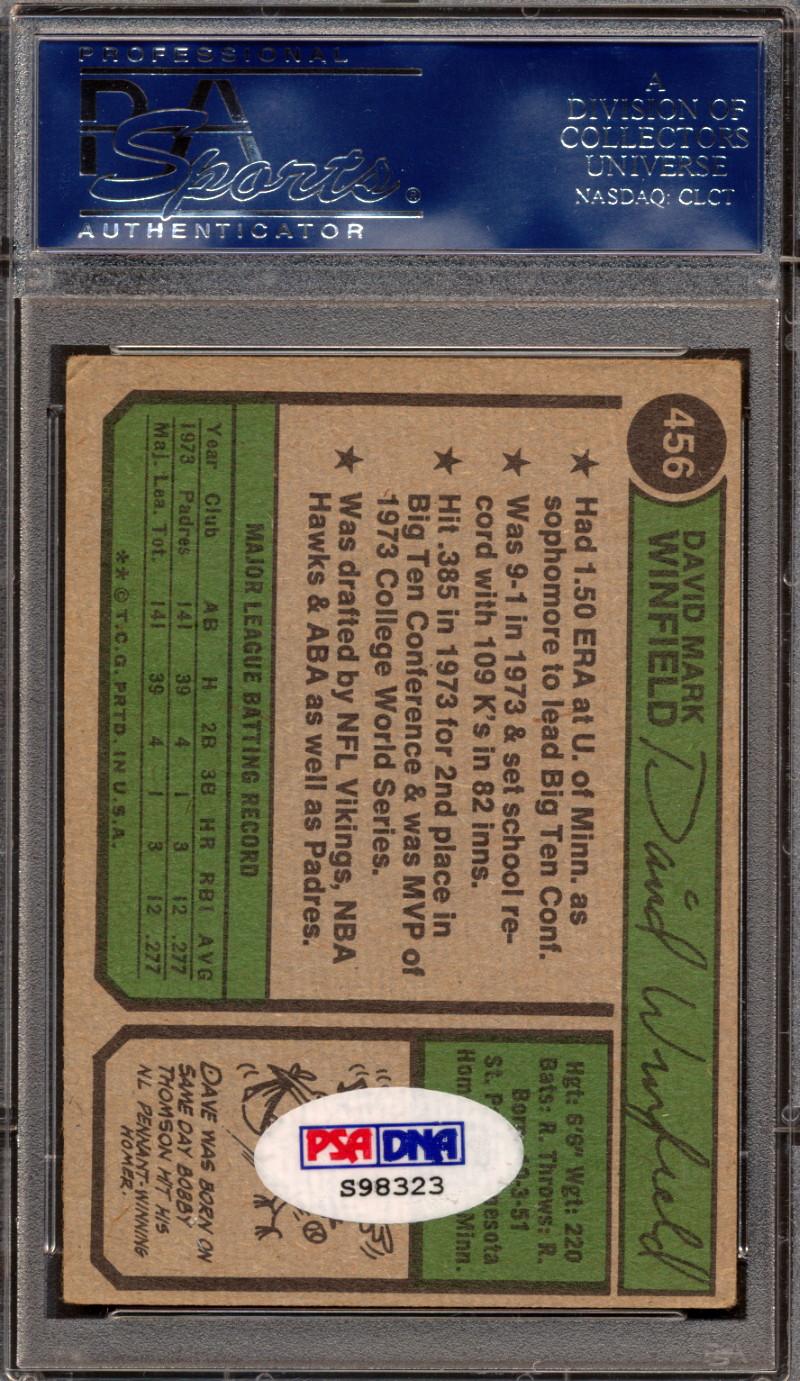 PROFESSIONAL
PSA
Sports®
AUTHENTICATOR
A
DIVISION OF
COLLECTORS
UNIVERSE
NASDAQ: CLCT
456
DAVID MARK
WINFIELD
David Winfield
★ Had 1.50 ERA at U. of Minn. as
sophomore to lead Big Ten Conf.
★ Was 9-1 in 1973 & set school re-
cord with 109 K's in 82 inns.
★ Hit .385 in 1973 for 2nd place in
Big Ten Conference & was MVP of
1973 College World Series.
★ Was drafted by NFL Vikings, NBA
Hawks & ABA as well as Padres.
MAJOR LEAGUE BATTING RECORD
Year Club AB H 2B 3B HR RBI AVG
1973 Padres 141 39 4 1 3 12 .277
Maj. Lea. Tot. 141 39 4 1 3 12 .277
**©T.C.G. PRTD. IN U.S.A.
Hgt: 6'6" Wgt: 220
Bats: R. Throws: R.
-3-51
St.
Minn.
PSA DNA
S98323
DAVE WAS BORN ON
SAME DAY BOBBY
THOMSON HIT HIS
NL PENNANT-WINNING
HOMER.